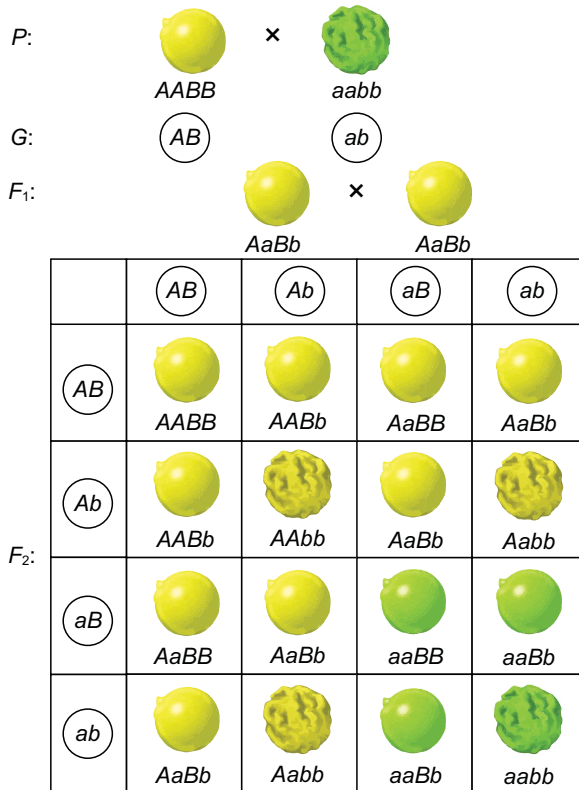 P: ×
AABB aabb
G: AB ab
F₁: ×
AaBb AaBb
AB Ab aB ab
AB
AABB AABb AaBB AaBb
Ab
AABb AAbb AaBb Aabb
F₂:
aB
AaBB AaBb aaBB aaBb
ab
AaBb Aabb aaBb aabb